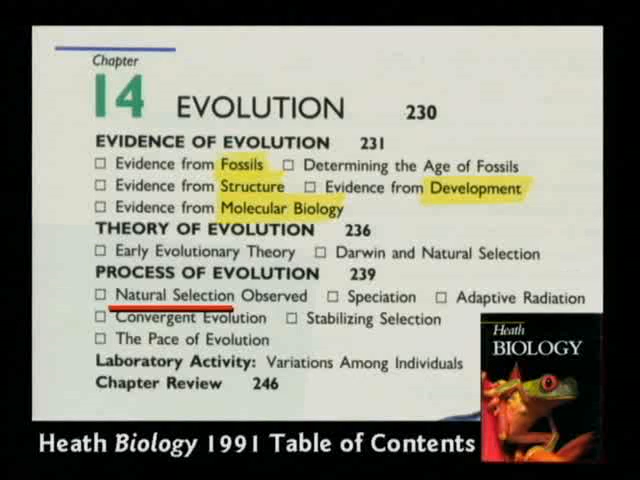 Chapter
14 EVOLUTION 230
EVIDENCE OF EVOLUTION 231
□ Evidence from Fossils □ Determining the Age of Fossils
□ Evidence from Structure □ Evidence from Development
□ Evidence from Molecular Biology
THEORY OF EVOLUTION 236
□ Early Evolutionary Theory □ Darwin and Natural Selection
PROCESS OF EVOLUTION 239
□ Natural Selection Observed □ Speciation □ Adaptive Radiation
□ Convergent Evolution □ Stabilizing Selection
□ The Pace of Evolution
Laboratory Activity: Variations Among Individuals
Chapter Review 246
Heath
BIOLOGY
Heath Biology 1991 Table of Contents